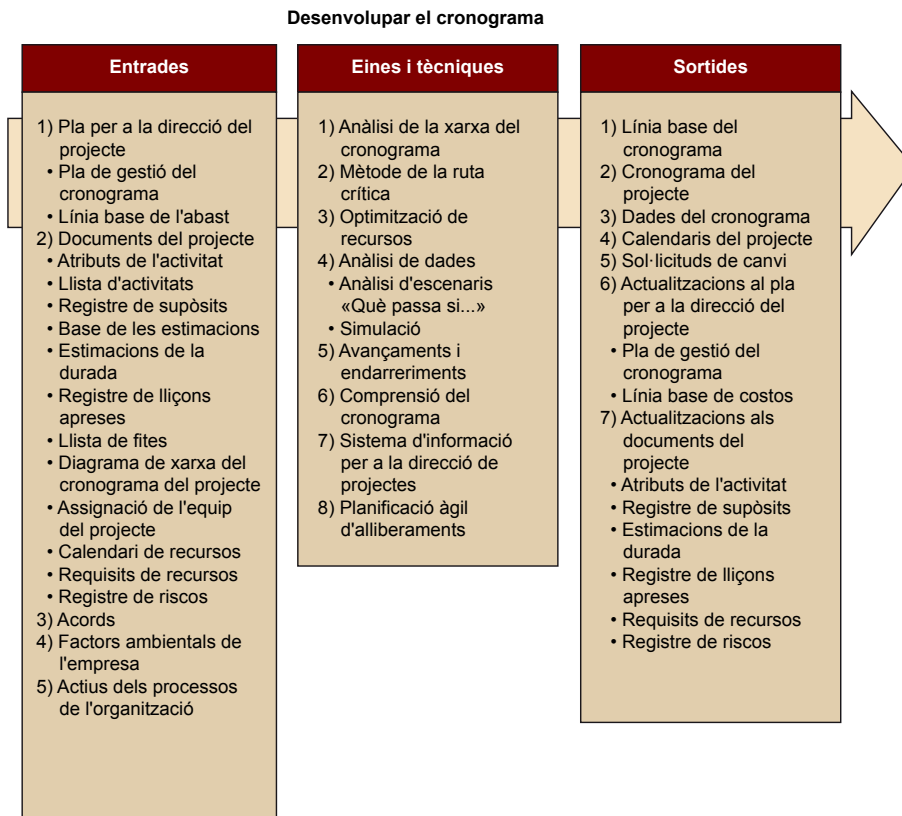 Desenvolupar el cronograma
Entrades
1) Pla per a la direcció del
projecte
• Pla de gestió del
cronograma
• Línia base de l'abast
2) Documents del projecte
• Atributs de l'activitat
• Llista d'activitats
• Registre de supòsits
• Base de les estimacions
• Estimacions de la
durada
• Registre de lliçons
apreses
• Llista de fites
• Diagrama de xarxa del
cronograma del projecte
• Assignació de l'equip
del projecte
• Calendari de recursos
• Requisits de recursos
• Registre de riscos
3) Acords
4) Factors ambientals de
l'empresa
5) Actius dels processos
de l'organització
Eines i tècniques
1) Anàlisi de la xarxa del
cronograma
2) Mètode de la ruta
crítica
3) Optimització de
recursos
4) Anàlisi de dades
• Anàlisi d'escenaris
«Què passa si...»
• Simulació
5) Avançaments i
endarreriments
6) Comprensió del
cronograma
7) Sistema d'informació
per a la direcció de
projectes
8) Planificació àgil
d'alliberaments
Sortides
1) Línia base del
cronograma
2) Cronograma del
projecte
3) Dades del cronograma
4) Calendaris del projecte
5) Sol·licituds de canvi
6) Actualitzacions al pla
per a la direcció del
projecte
• Pla de gestió del
cronograma
• Línia base de costos
7) Actualitzacions als
documents del
projecte
• Atributs de l'activitat
• Registre de supòsits
• Estimacions de la
durada
• Registre de lliçons
apreses
• Requisits de recursos
• Registre de riscos